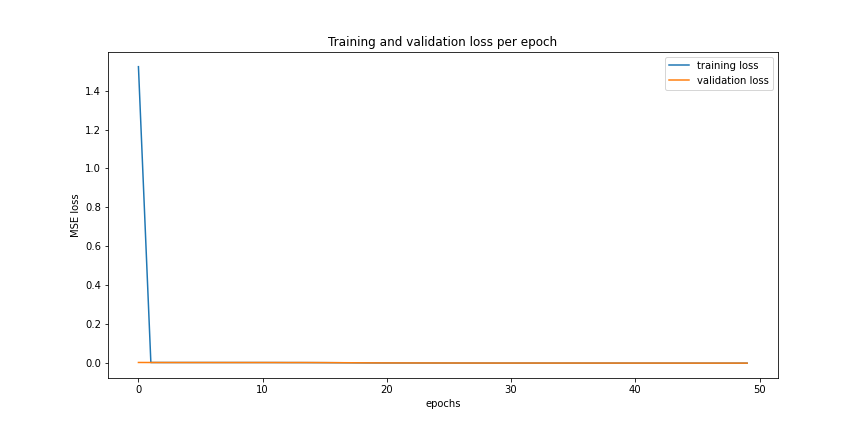 Training and validation loss per epoch
training loss
validation loss
MSE loss
1.4
1.2
1.0
0.8
0.6
0.4
0.2
0.0
0 10 20 30 40 50
epochs